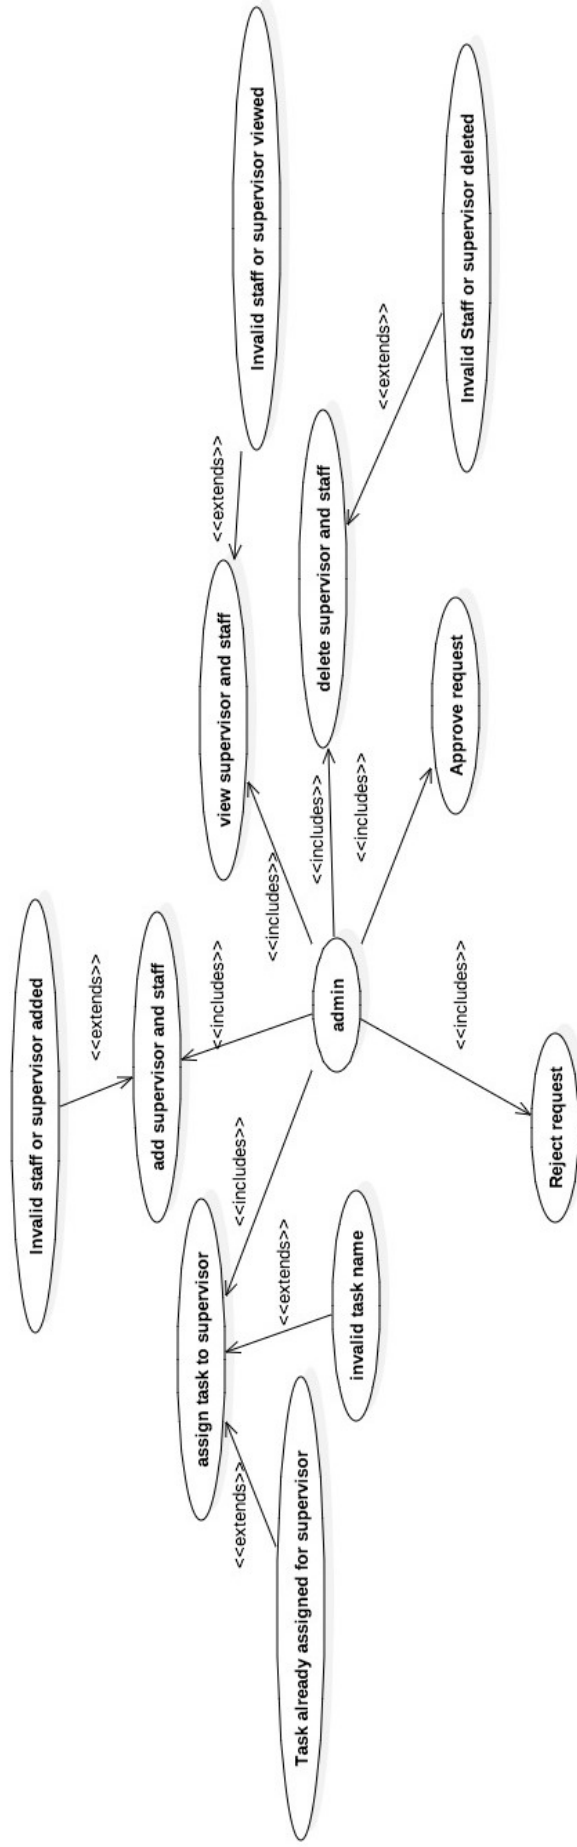 Invalid staff or supervisor added
<<extends>>
add supervisor and staff
<<includes>>
assign task to supervisor
<<includes>>
<<extends>>
<<extends>>
Task already assigned for supervisor
invalid task name
view supervisor and staff
<<extends>>
Invalid staff or supervisor viewed
<<includes>>
admin
<<includes>>
delete supervisor and staff
<<extends>>
Invalid Staff or supervisor deleted
<<includes>>
Approve request
<<includes>>
Reject request